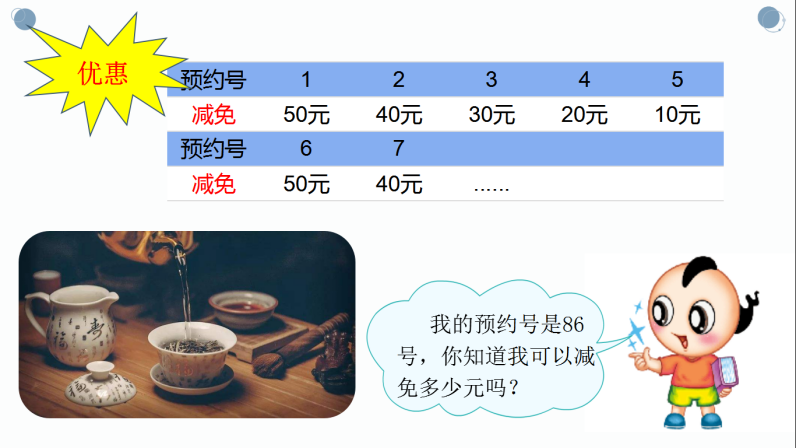 优惠
预约号 1 2 3 4 5
减免 50元 40元 30元 20元 10元
预约号 6 7
减免 50元 40元 ......
我的预约号是86
号，你知道我可以减
免多少元吗？